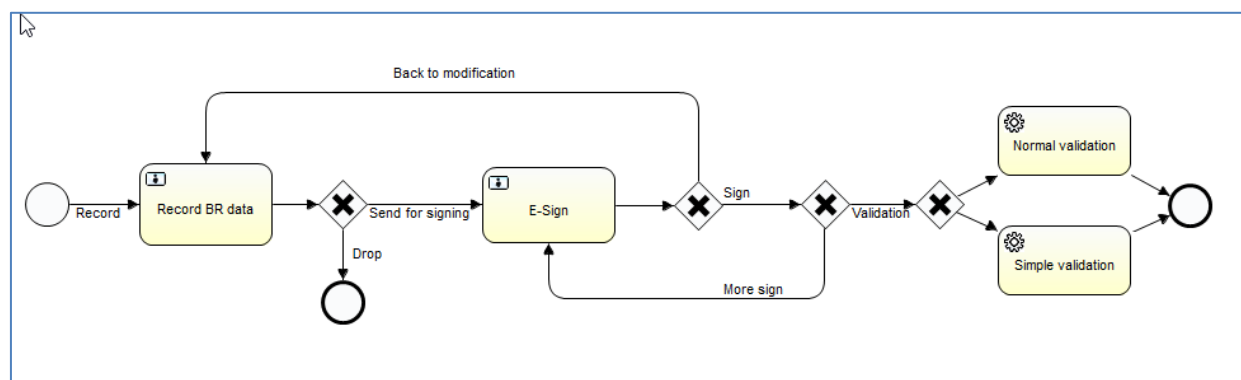 Back to modification
Record
Record BR data
Send for signing
Drop
E-Sign
Sign
More sign
Validation
Normal validation
Simple validation